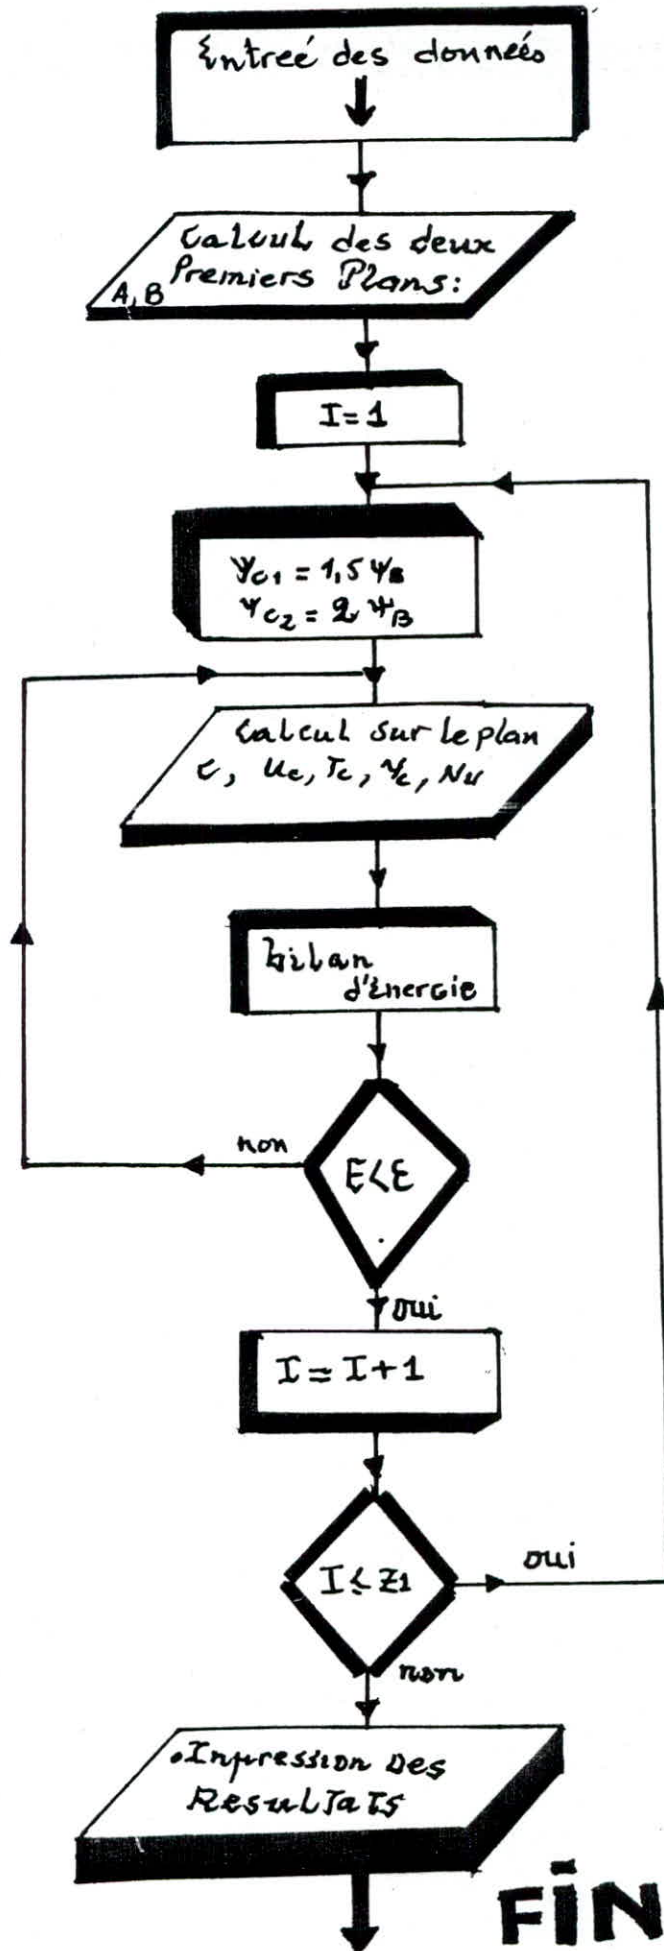 Entreé des données
Calcul des deux
Premiers Plans:
A, B
I = 1
Ψc1 = 1,5 ΨB
Ψc2 = 2 ΨB
Calcul sur le plan
c, Uc, Tc, Ψc, Nu
bilan
d'énergie
non
E<ε
oui
I = I + 1
I ≤ Z1
oui
non
.Impression Des
Resultats
FIN